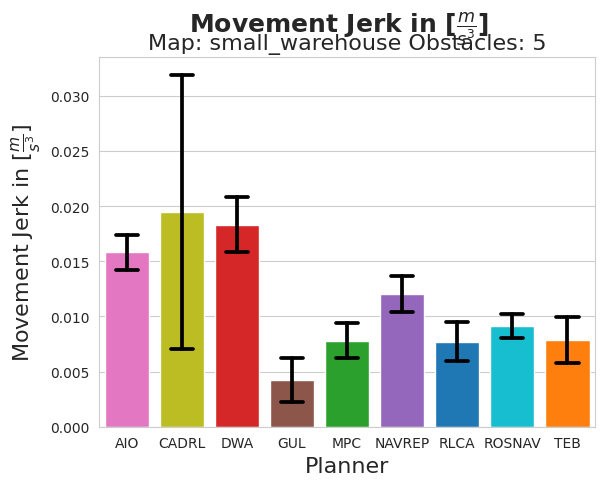 Movement Jerk in [m/s³]
Map: small_warehouse Obstacles: 5
Movement Jerk in [m/s³]
0.030
0.025
0.020
0.015
0.010
0.005
0.000
AIO CADRL DWA GUL MPC NAVREP RLCA ROSNAV TEB
Planner